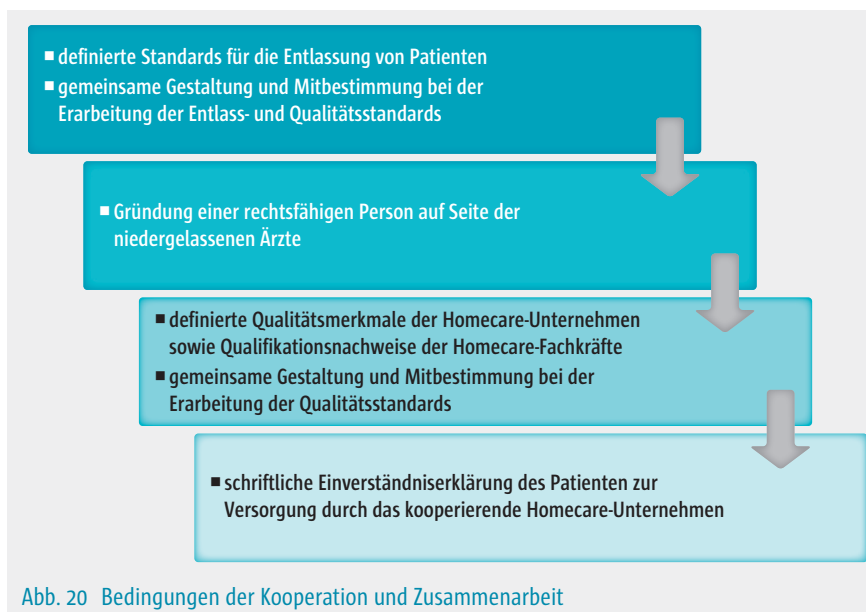 ■ definierte Standards für die Entlassung von Patienten
■ gemeinsame Gestaltung und Mitbestimmung bei der
Erarbeitung der Entlass- und Qualitätsstandards
■ Gründung einer rechtsfähigen Person auf Seite der
niedergelassenen Ärzte
■ definierte Qualitätsmerkmale der Homecare-Unternehmen
sowie Qualifikationsnachweise der Homecare-Fachkräfte
■ gemeinsame Gestaltung und Mitbestimmung bei der
Erarbeitung der Qualitätsstandards
■ schriftliche Einverständniserklärung des Patienten zur
Versorgung durch das kooperierende Homecare-Unternehmen
Abb. 20 Bedingungen der Kooperation und Zusammenarbeit